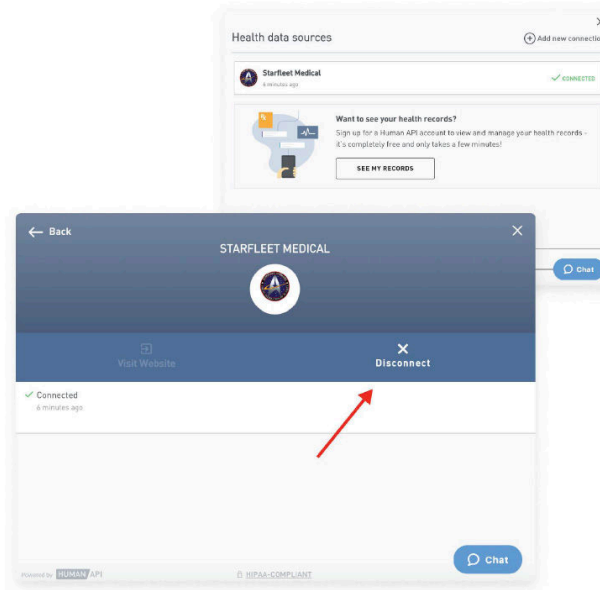 Health data sources
Add new connectio
Starfleet Medical
6 minutes ago
CONNECTED
Want to see your health records?
Sign up for a Human API account to view and manage your health records -
it's completely free and only takes a few minutes!
SEE MY RECORDS
Chat
Back
STARFLEET MEDICAL
Visit Website
Disconnect
Connected
6 minutes ago
Chat
Powered by HUMAN API
HIPAA-COMPLIANT